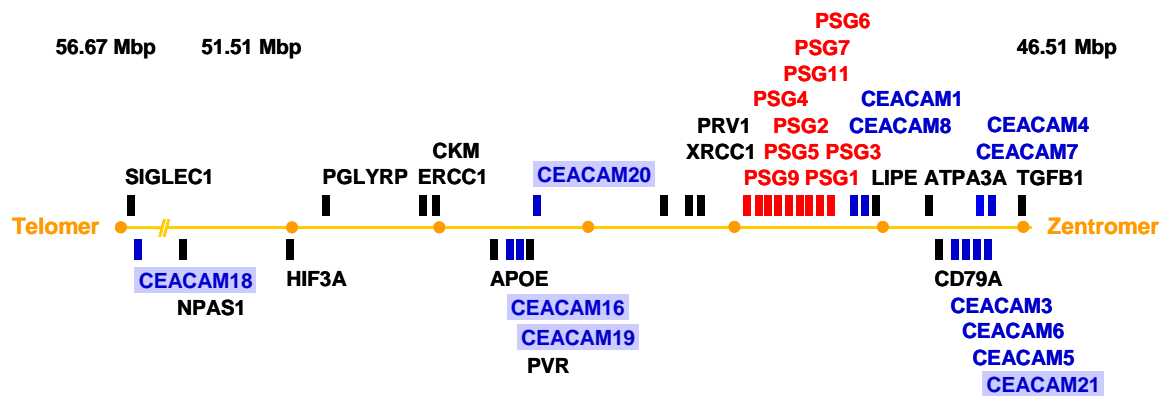 PSG6
56.67 Mbp 51.51 Mbp PSG7 46.51 Mbp
PSG11
PSG4 CEACAM1
PRV1 PSG2 CEACAM8 CEACAM4
CKM XRCC1 PSG5 PSG3 CEACAM7
SIGLEC1 PGLYRP ERCC1 CEACAM20 PSG9 PSG1 LIPE ATPA3A TGFB1
Telomer Zentromer
CEACAM18 HIF3A APOE CD79A
NPAS1 CEACAM16 CEACAM3
CEACAM19 CEACAM6
PVR CEACAM5
CEACAM21